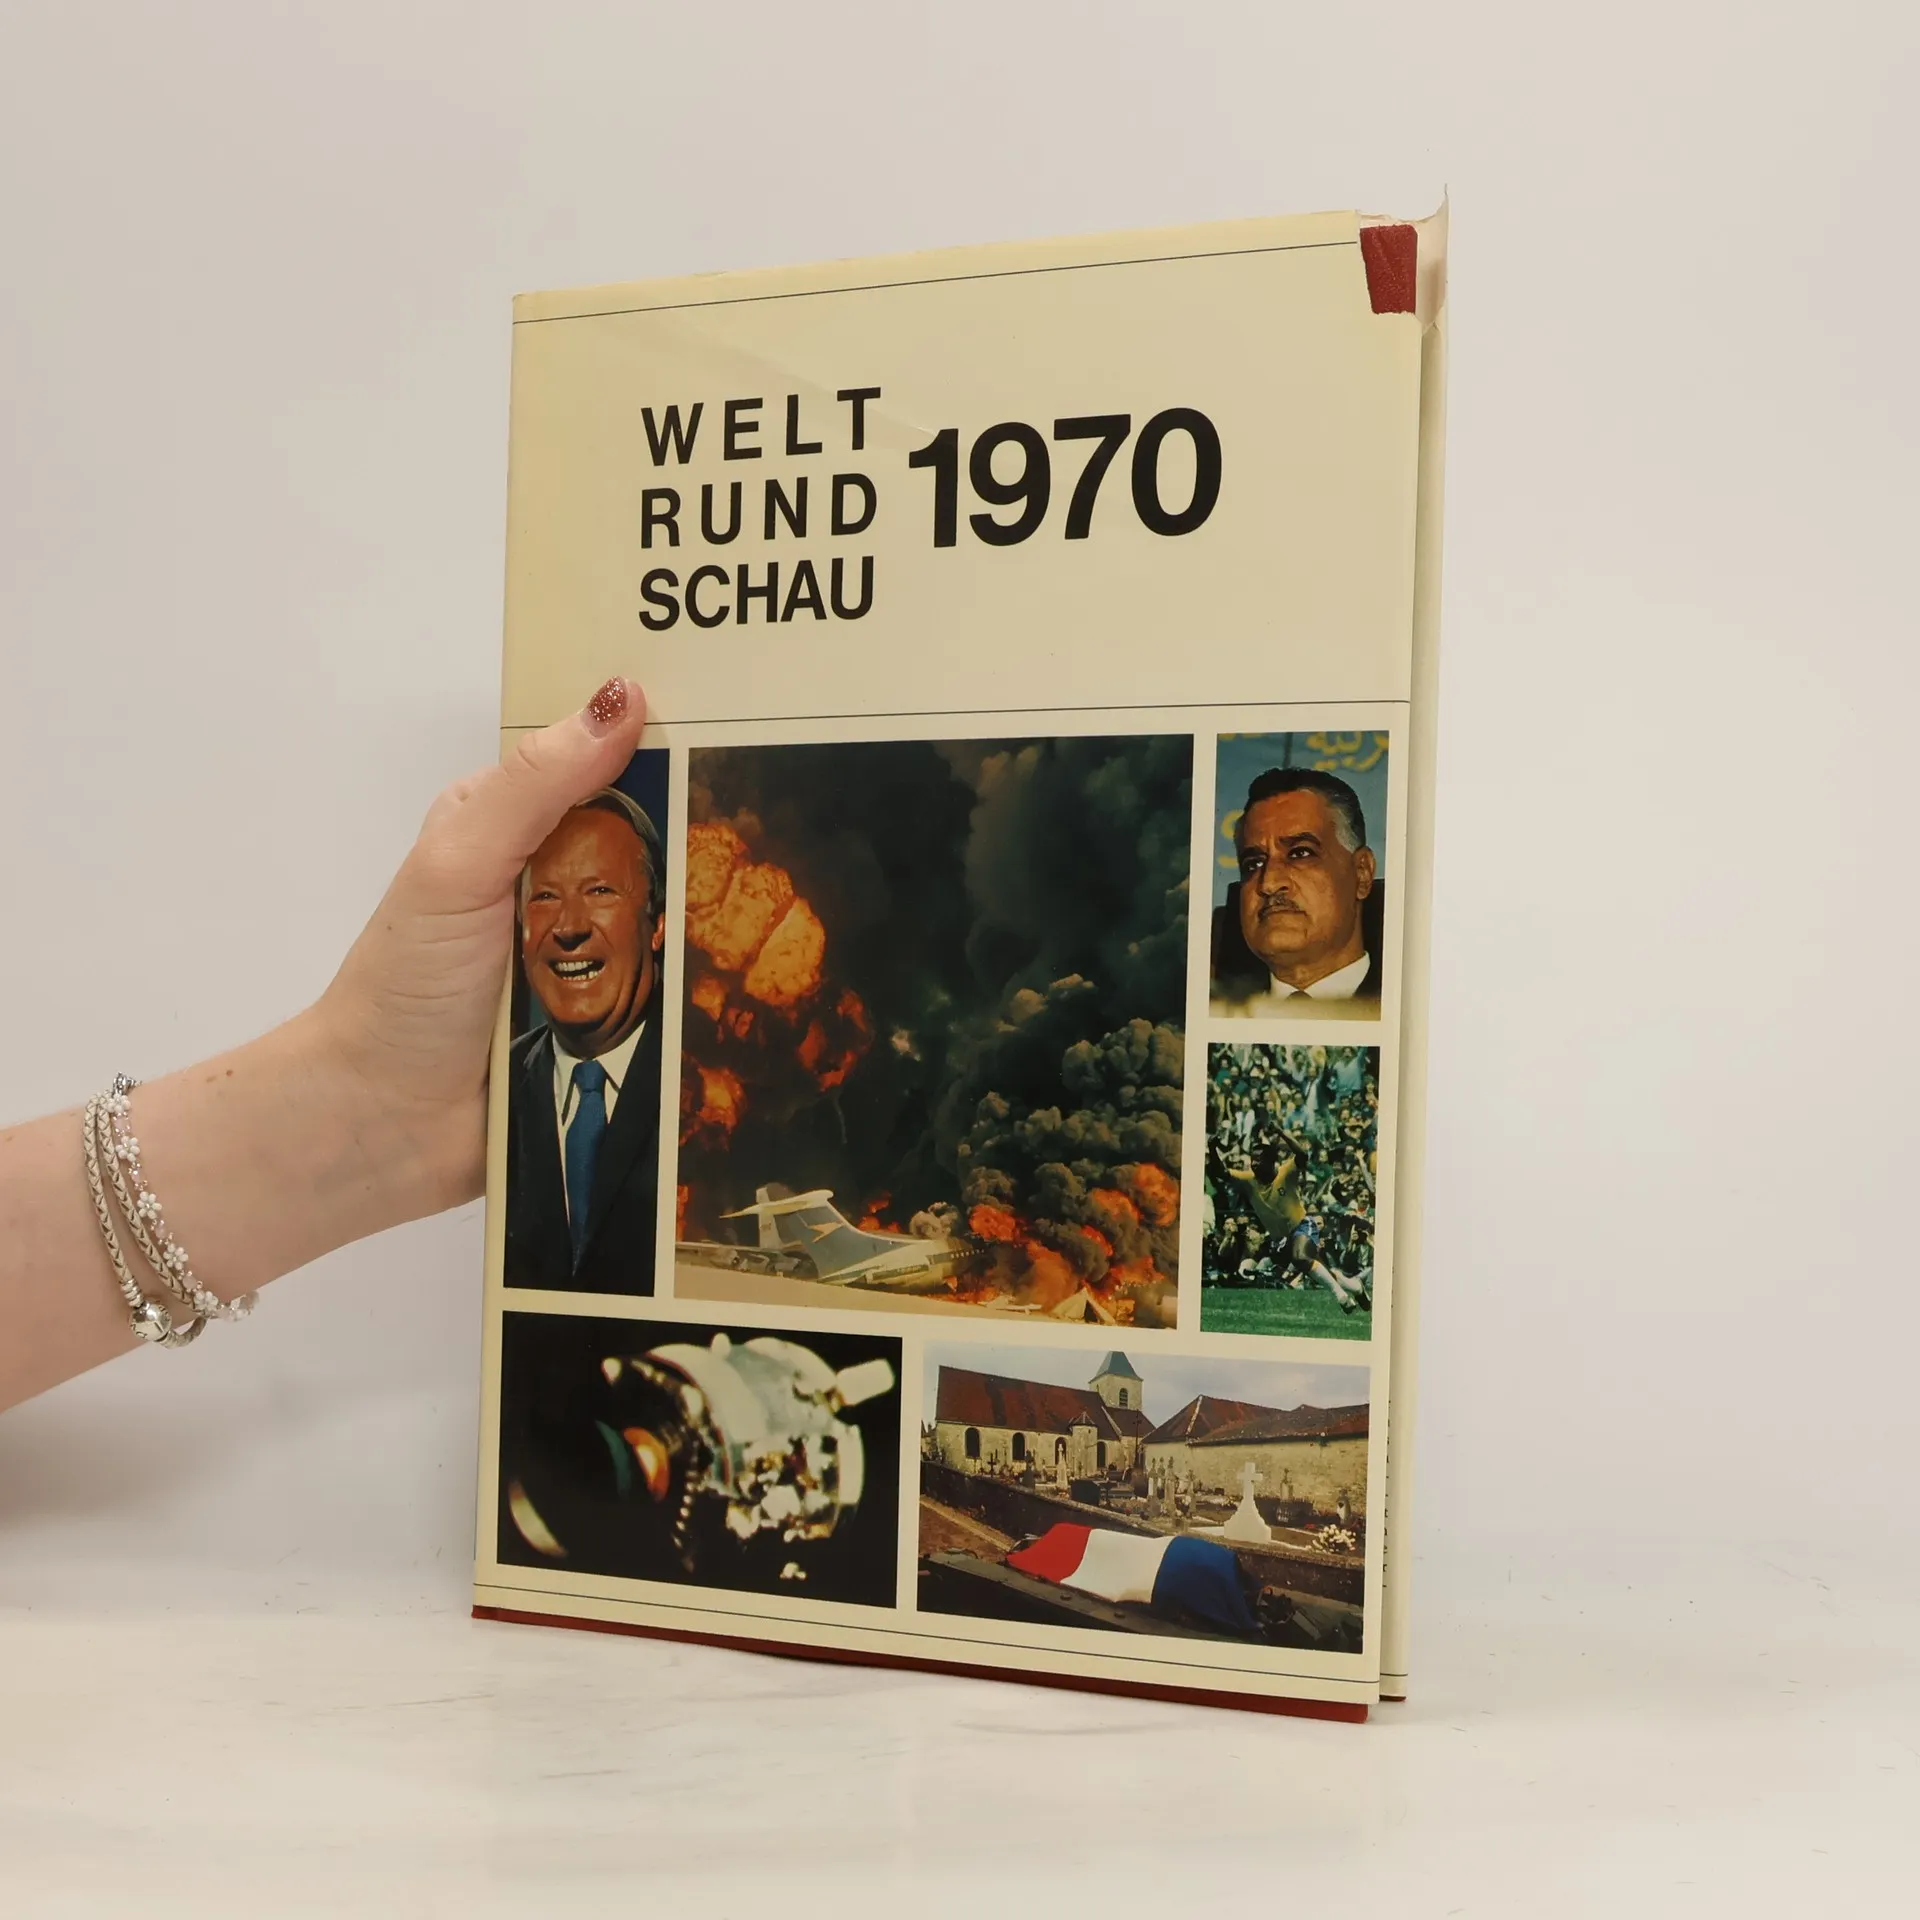 WELT
RUND
SCHAU
1970